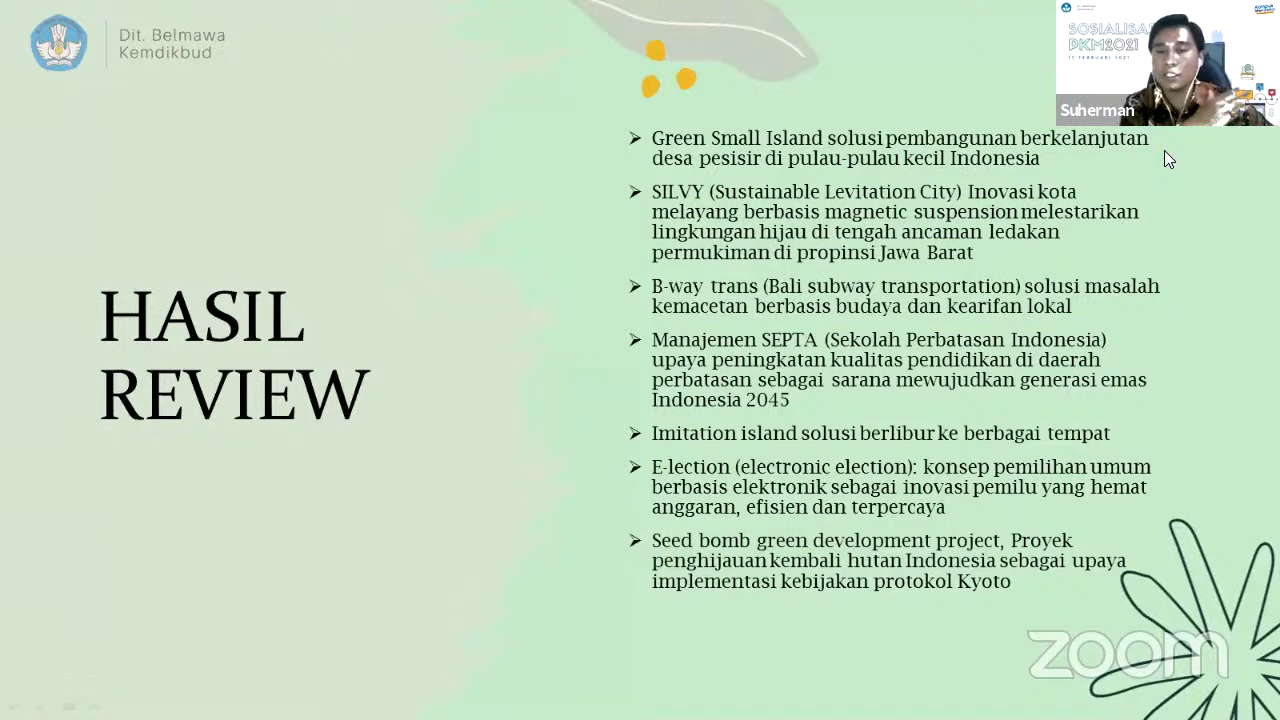 Dit. Belmawa
Kemdikbud
SOSIALISAS
PKM2021
17 FEBRUARI 2021
Suherman
HASIL
REVIEW
➢ Green Small Island solusi pembangunan berkelanjutan
desa pesisir di pulau-pulau kecil Indonesia
➢ SILVY (Sustainable Levitation City) Inovasi kota
melayang berbasis magnetic suspension melestarikan
lingkungan hijau di tengah ancaman ledakan
permukiman di propinsi Jawa Barat
➢ B-way trans (Bali subway transportation) solusi masalah
kemacetan berbasis budaya dan kearifan lokal
➢ Manajemen SEPTA (Sekolah Perbatasan Indonesia)
upaya peningkatan kualitas pendidikan di daerah
perbatasan sebagai sarana mewujudkan generasi emas
Indonesia 2045
➢ Imitation island solusi berlibur ke berbagai tempat
➢ E-lection (electronic election): konsep pemilihan umum
berbasis elektronik sebagai inovasi pemilu yang hemat
anggaran, efisien dan terpercaya
➢ Seed bomb green development project, Proyek
penghijauan kembali hutan Indonesia sebagai upaya
implementasi kebijakan protokol Kyoto
zoom